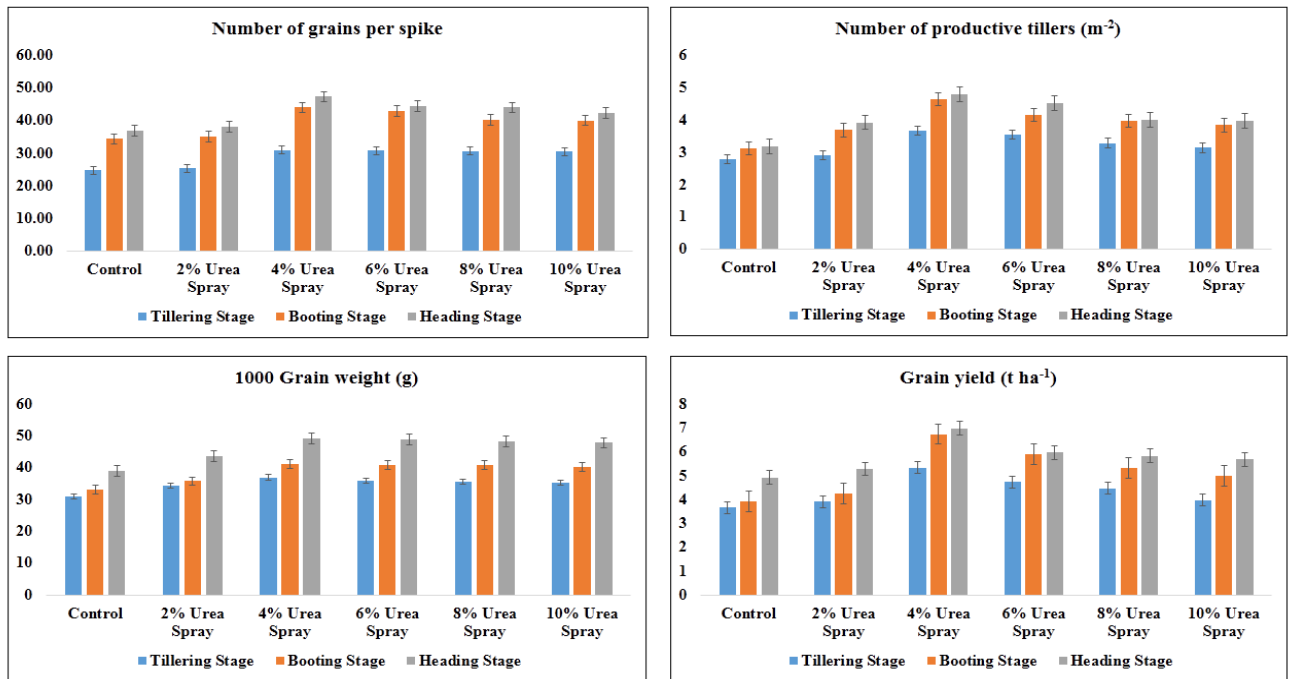 Number of grains per spike
60.00
50.00
40.00
30.00
20.00
10.00
0.00
Control
2% Urea Spray
4% Urea Spray
6% Urea Spray
8% Urea Spray
10% Urea Spray
Tillering Stage
Booting Stage
Heading Stage
Number of productive tillers (m⁻²)
6
5
4
3
2
1
0
Control
2% Urea Spray
4% Urea Spray
6% Urea Spray
8% Urea Spray
10% Urea Spray
Tillering Stage
Booting Stage
Heading Stage
1000 Grain weight (g)
60
50
40
30
20
10
0
Control
2% Urea Spray
4% Urea Spray
6% Urea Spray
8% Urea Spray
10% Urea Spray
Tillering Stage
Booting Stage
Heading Stage
Grain yield (t ha⁻¹)
8
7
6
5
4
3
2
1
0
Control
2% Urea Spray
4% Urea Spray
6% Urea Spray
8% Urea Spray
10% Urea Spray
Tillering Stage
Booting Stage
Heading Stage